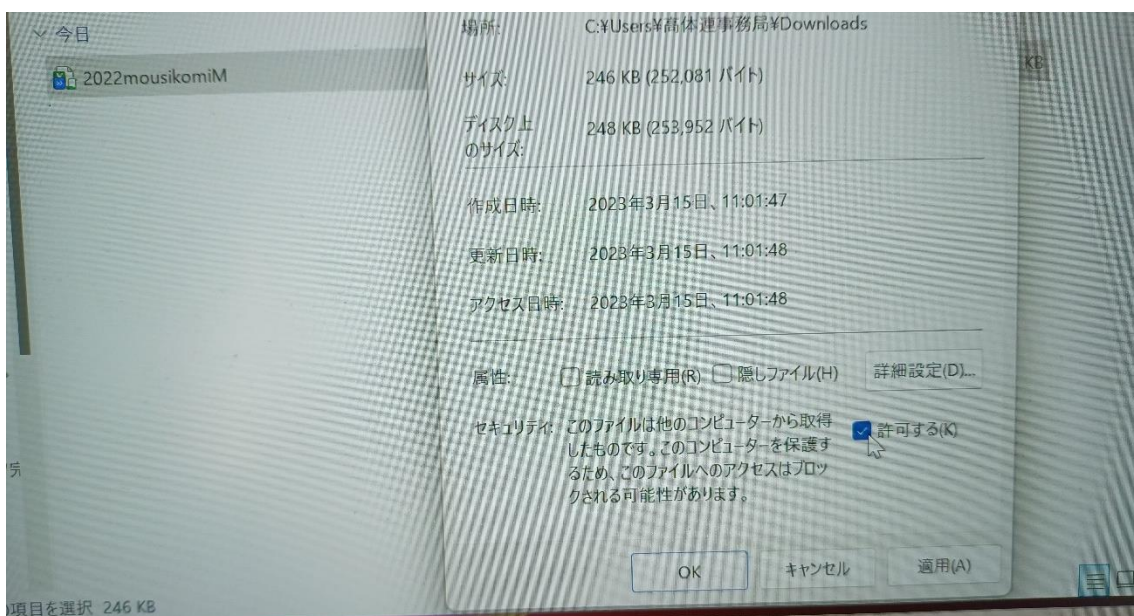 今日
2022mousikomiM
場所: C:¥Users¥高体連事務局¥Downloads
KB
サイズ: 246 KB (252,081 バイト)
ディスク上
のサイズ: 248 KB (253,952 バイト)
作成日時: 2023年3月15日、11:01:47
更新日時: 2023年3月15日、11:01:48
アクセス日時: 2023年3月15日、11:01:48
属性: 読み取り専用(R) 隠しファイル(H) 詳細設定(D)...
セキュリティ: このファイルは他のコンピューターから取得
したものです。このコンピューターを保護す
るため、このファイルへのアクセスはブロッ
クされる可能性があります。
許可する(K)
完
OK キャンセル 適用(A)
項目を選択 246 KB